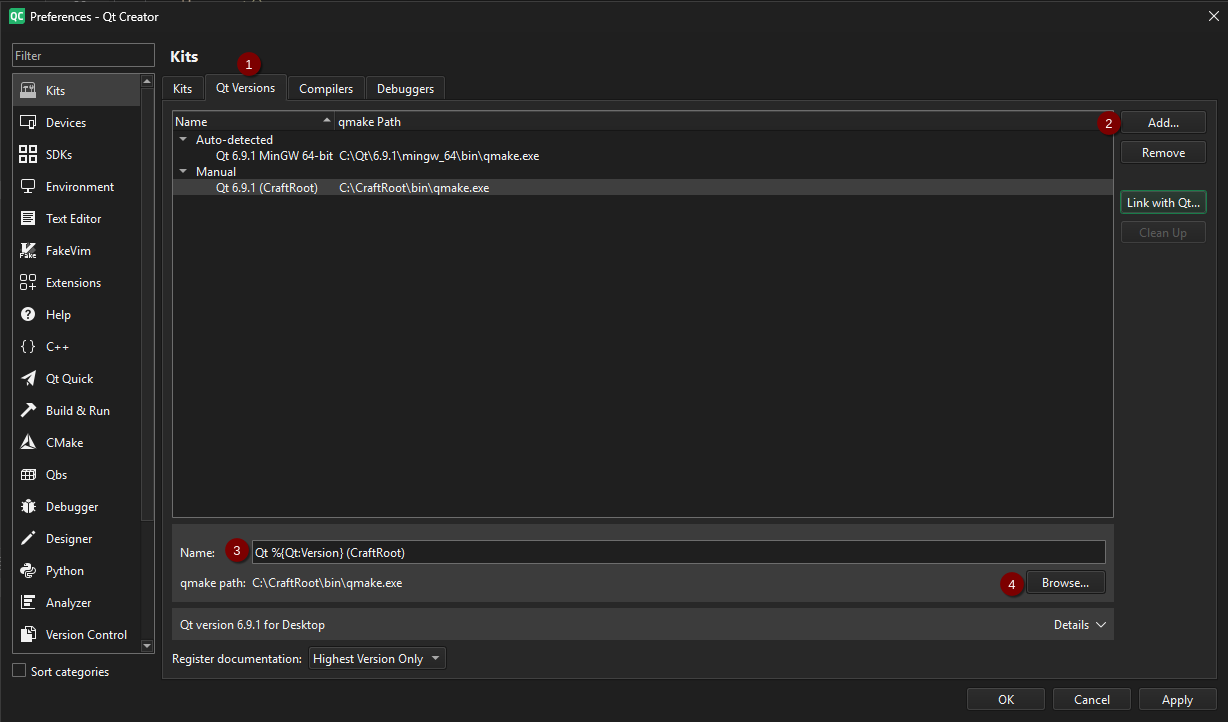 QC Preferences - Qt Creator
Filter
Kits
Devices
SDKs
Environment
Text Editor
FakeVim
Extensions
Help
C++
Qt Quick
Build & Run
CMake
Qbs
Debugger
Designer
Python
Analyzer
Version Control
Sort categories
Kits
1
Kits Qt Versions Compilers Debuggers
Name qmake Path
Auto-detected
Qt 6.9.1 MinGW 64-bit C:\Qt\6.9.1\mingw_64\bin\qmake.exe
Manual
Qt 6.9.1 (CraftRoot) C:\CraftRoot\bin\qmake.exe
2 Add...
Remove
Link with Qt...
Clean Up
Name: 3 Qt %{Qt:Version} (CraftRoot)
qmake path: C:\CraftRoot\bin\qmake.exe 4 Browse...
Qt version 6.9.1 for Desktop Details
Register documentation: Highest Version Only
OK Cancel Apply